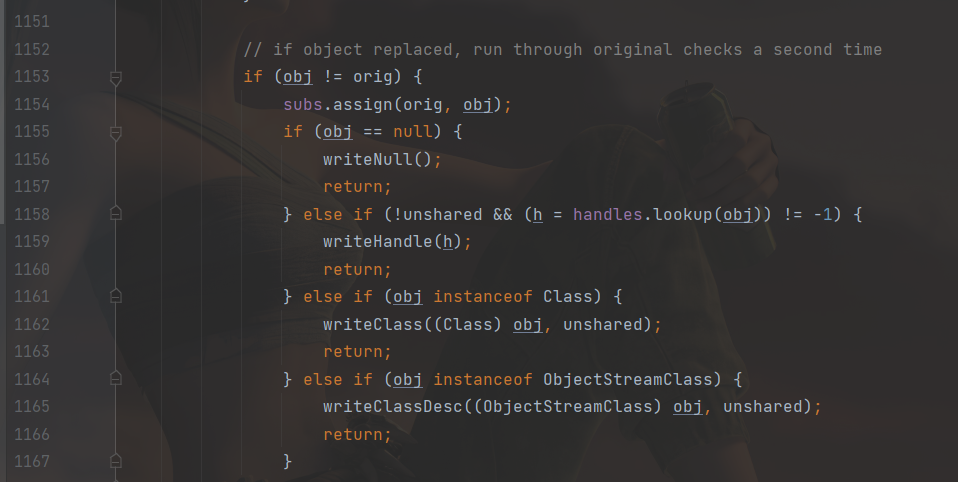 1151
1152 // if object replaced, run through original checks a second time
1153 if (obj != orig) {
1154 subs.assign(orig, obj);
1155 if (obj == null) {
1156 writeNull();
1157 return;
1158 } else if (!unshared && (h = handles.lookup(obj)) != -1) {
1159 writeHandle(h);
1160 return;
1161 } else if (obj instanceof Class) {
1162 writeClass((Class) obj, unshared);
1163 return;
1164 } else if (obj instanceof ObjectStreamClass) {
1165 writeClassDesc((ObjectStreamClass) obj, unshared);
1166 return;
1167 }